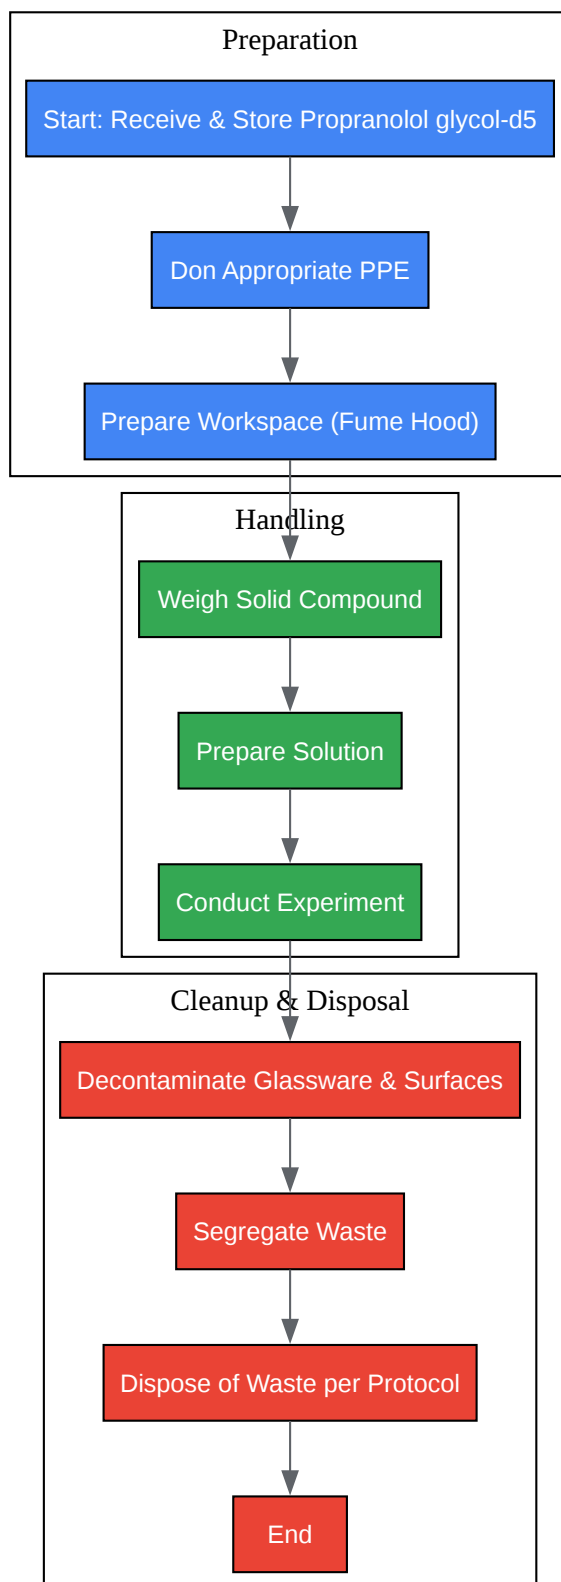 Preparation
Start: Receive & Store Propranolol glycol-d5
Don Appropriate PPE
Prepare Workspace (Fume Hood)
Handling
Weigh Solid Compound
Prepare Solution
Conduct Experiment
Cleanup & Disposal
Decontaminate Glassware & Surfaces
Segregate Waste
Dispose of Waste per Protocol
End